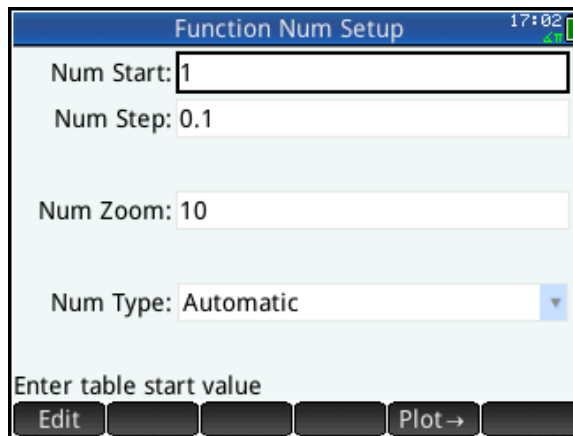 Function Num Setup 17:02
∡π
Num Start: 1
Num Step: 0.1
Num Zoom: 10
Num Type: Automatic
Enter table start value
Edit Plot→